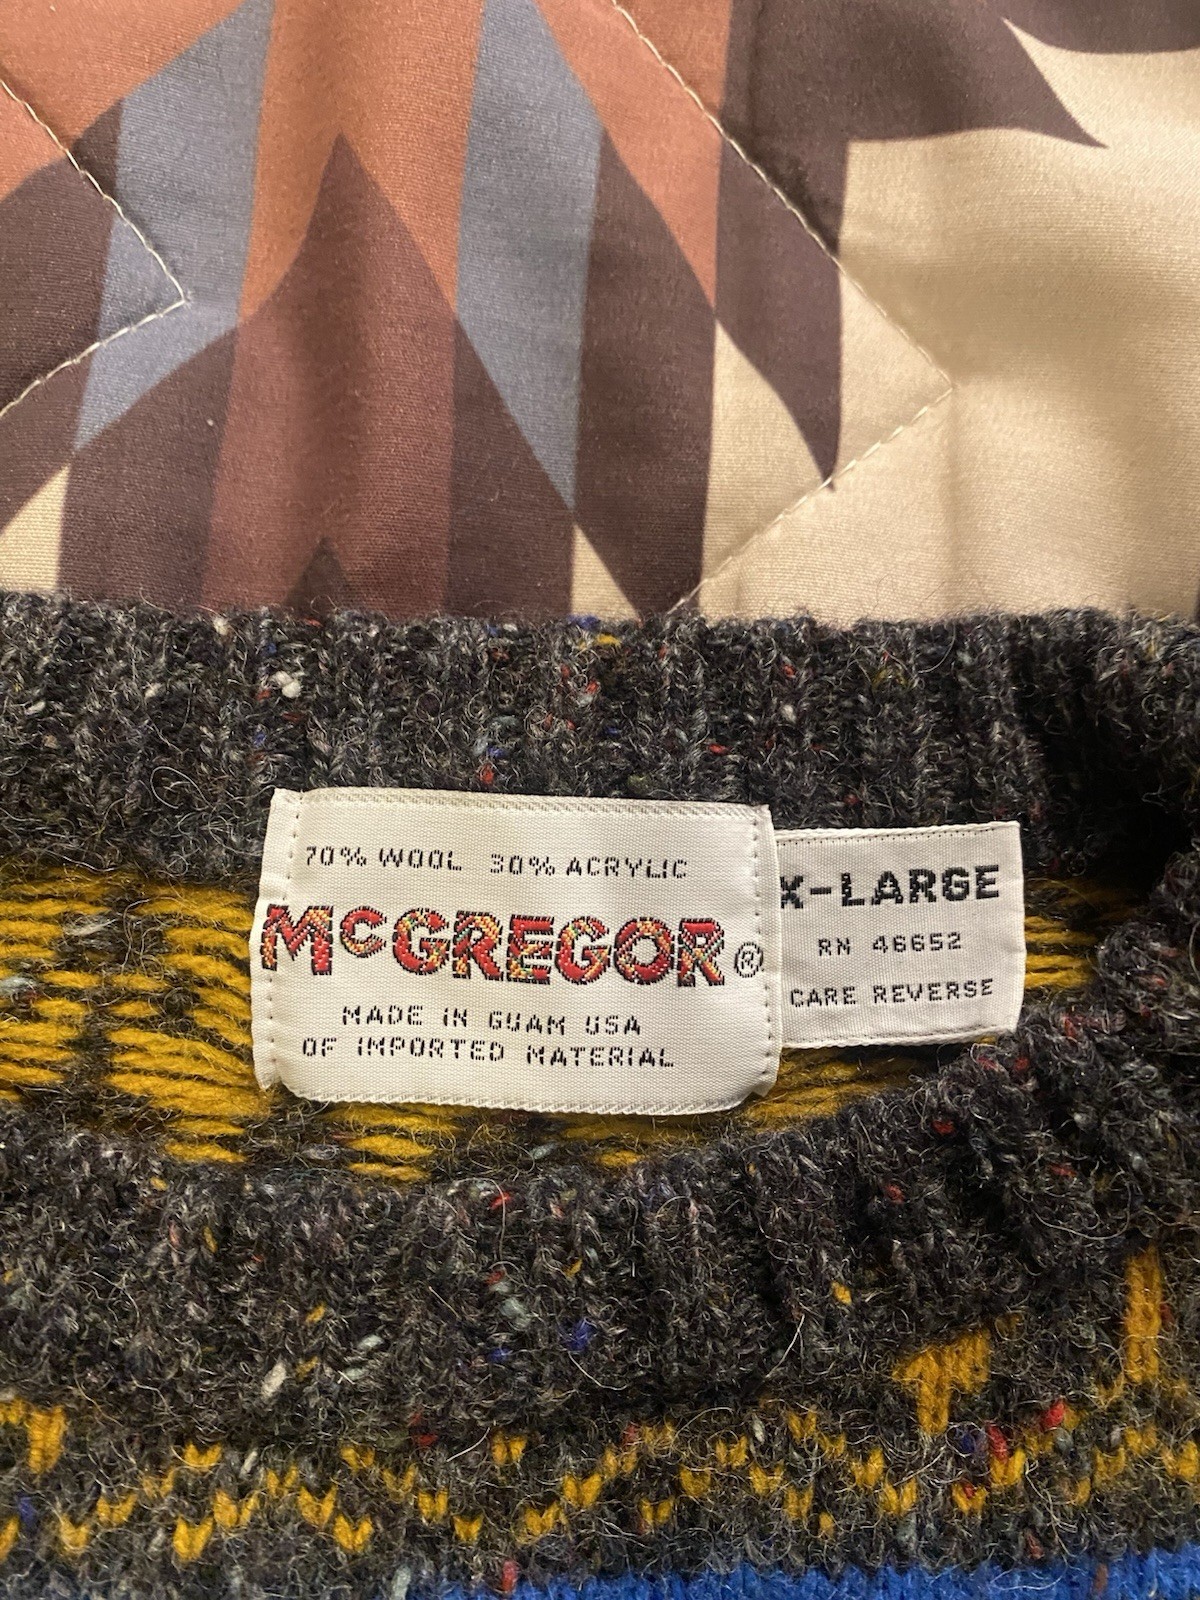 70% WOOL 30% ACRYLIC
McGREGOR®
MADE IN GUAM USA
OF IMPORTED MATERIAL
X-LARGE
RN 46652
CARE REVERSE